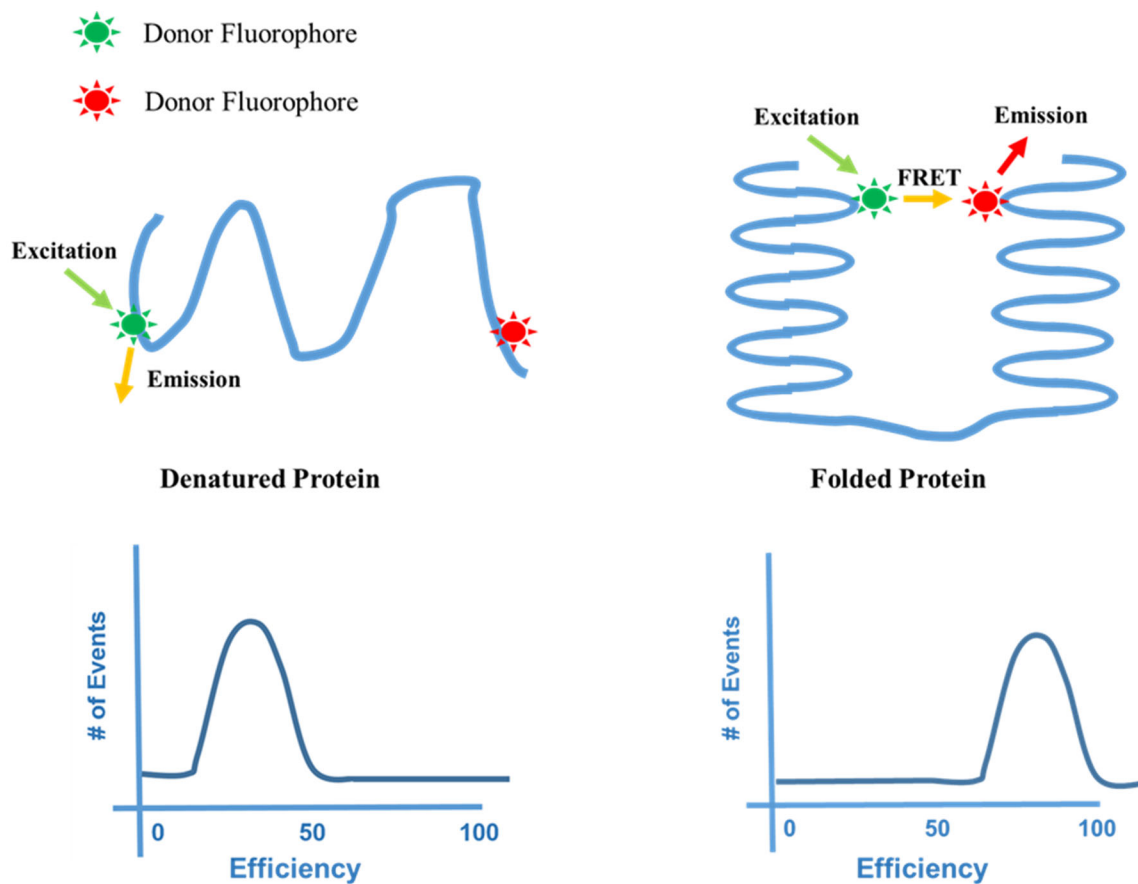 Donor Fluorophore
Donor Fluorophore
Excitation
Emission
Denatured Protein
Excitation
Emission
FRET
Folded Protein
# of Events
0 50 100
Efficiency
# of Events
0 50 100
Efficiency